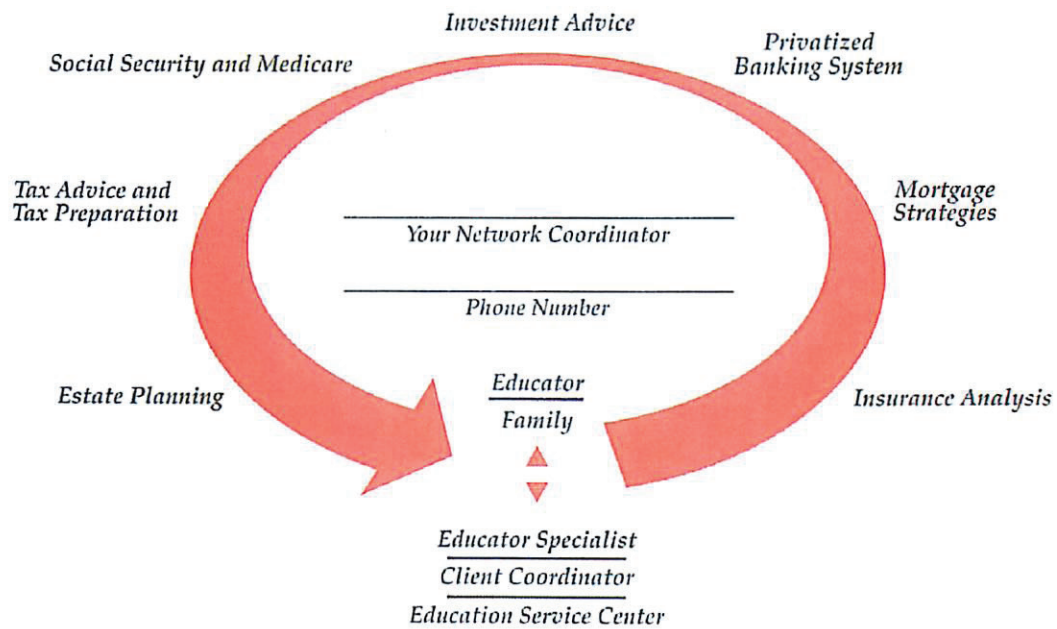 Investment Advice
Privatized
Banking System
Social Security and Medicare
Tax Advice and
Tax Preparation
Mortgage
Strategies
Your Network Coordinator
Phone Number
Estate Planning
Educator
Family
Insurance Analysis
Educator Specialist
Client Coordinator
Education Service Center